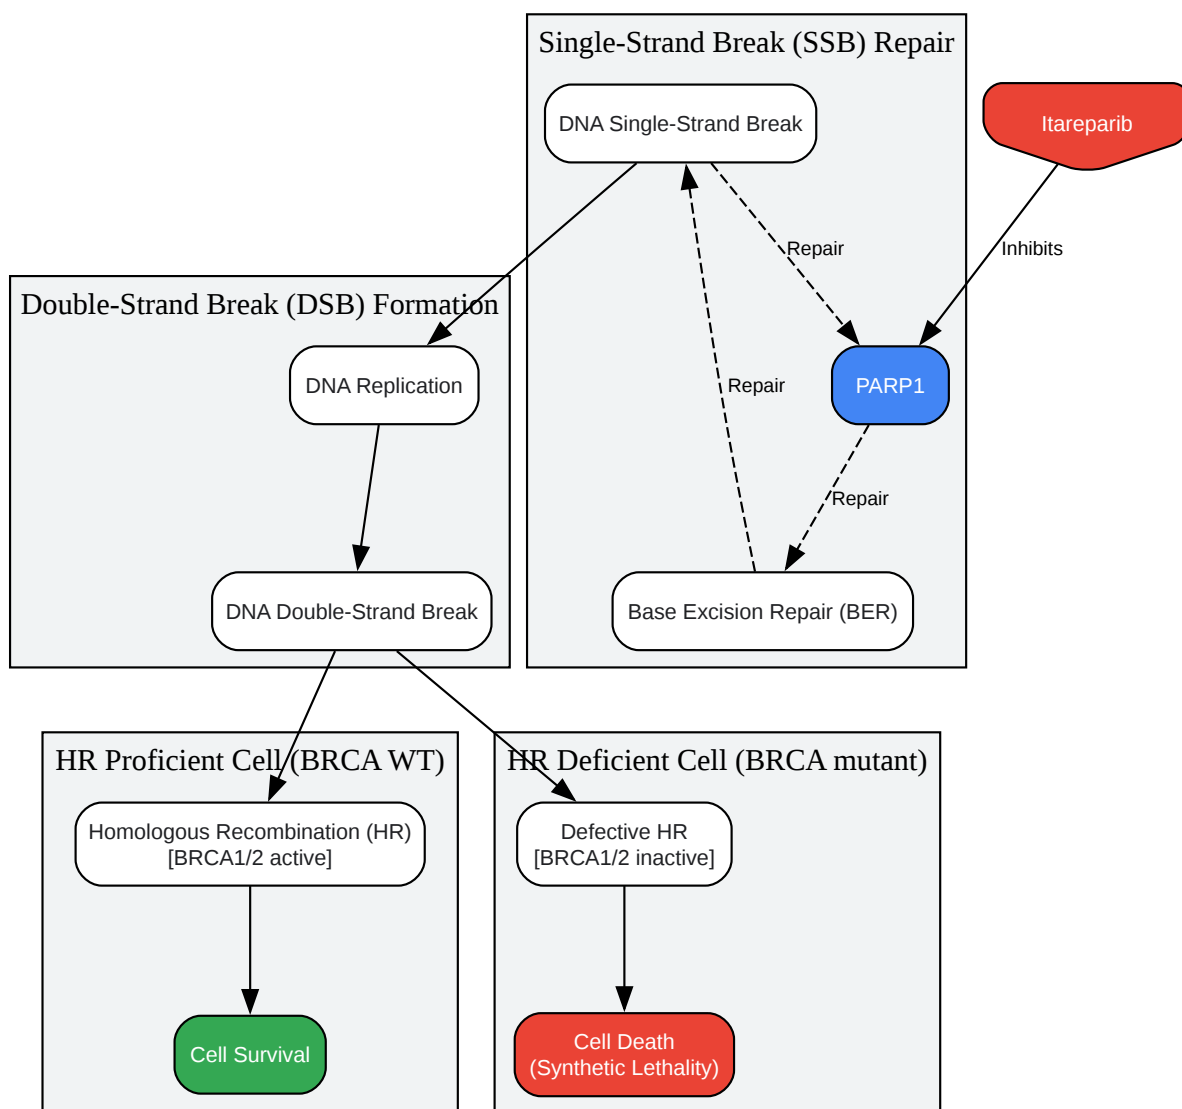 Single-Strand Break (SSB) Repair
DNA Single-Strand Break
Itareparib
Repair
Inhibits
Double-Strand Break (DSB) Formation
DNA Replication
Repair
PARP1
Repair
DNA Double-Strand Break
Base Excision Repair (BER)
HR Proficient Cell (BRCA WT)
HR Deficient Cell (BRCA mutant)
Homologous Recombination (HR)
[BRCA1/2 active]
Defective HR
[BRCA1/2 inactive]
Cell Survival
Cell Death
(Synthetic Lethality)